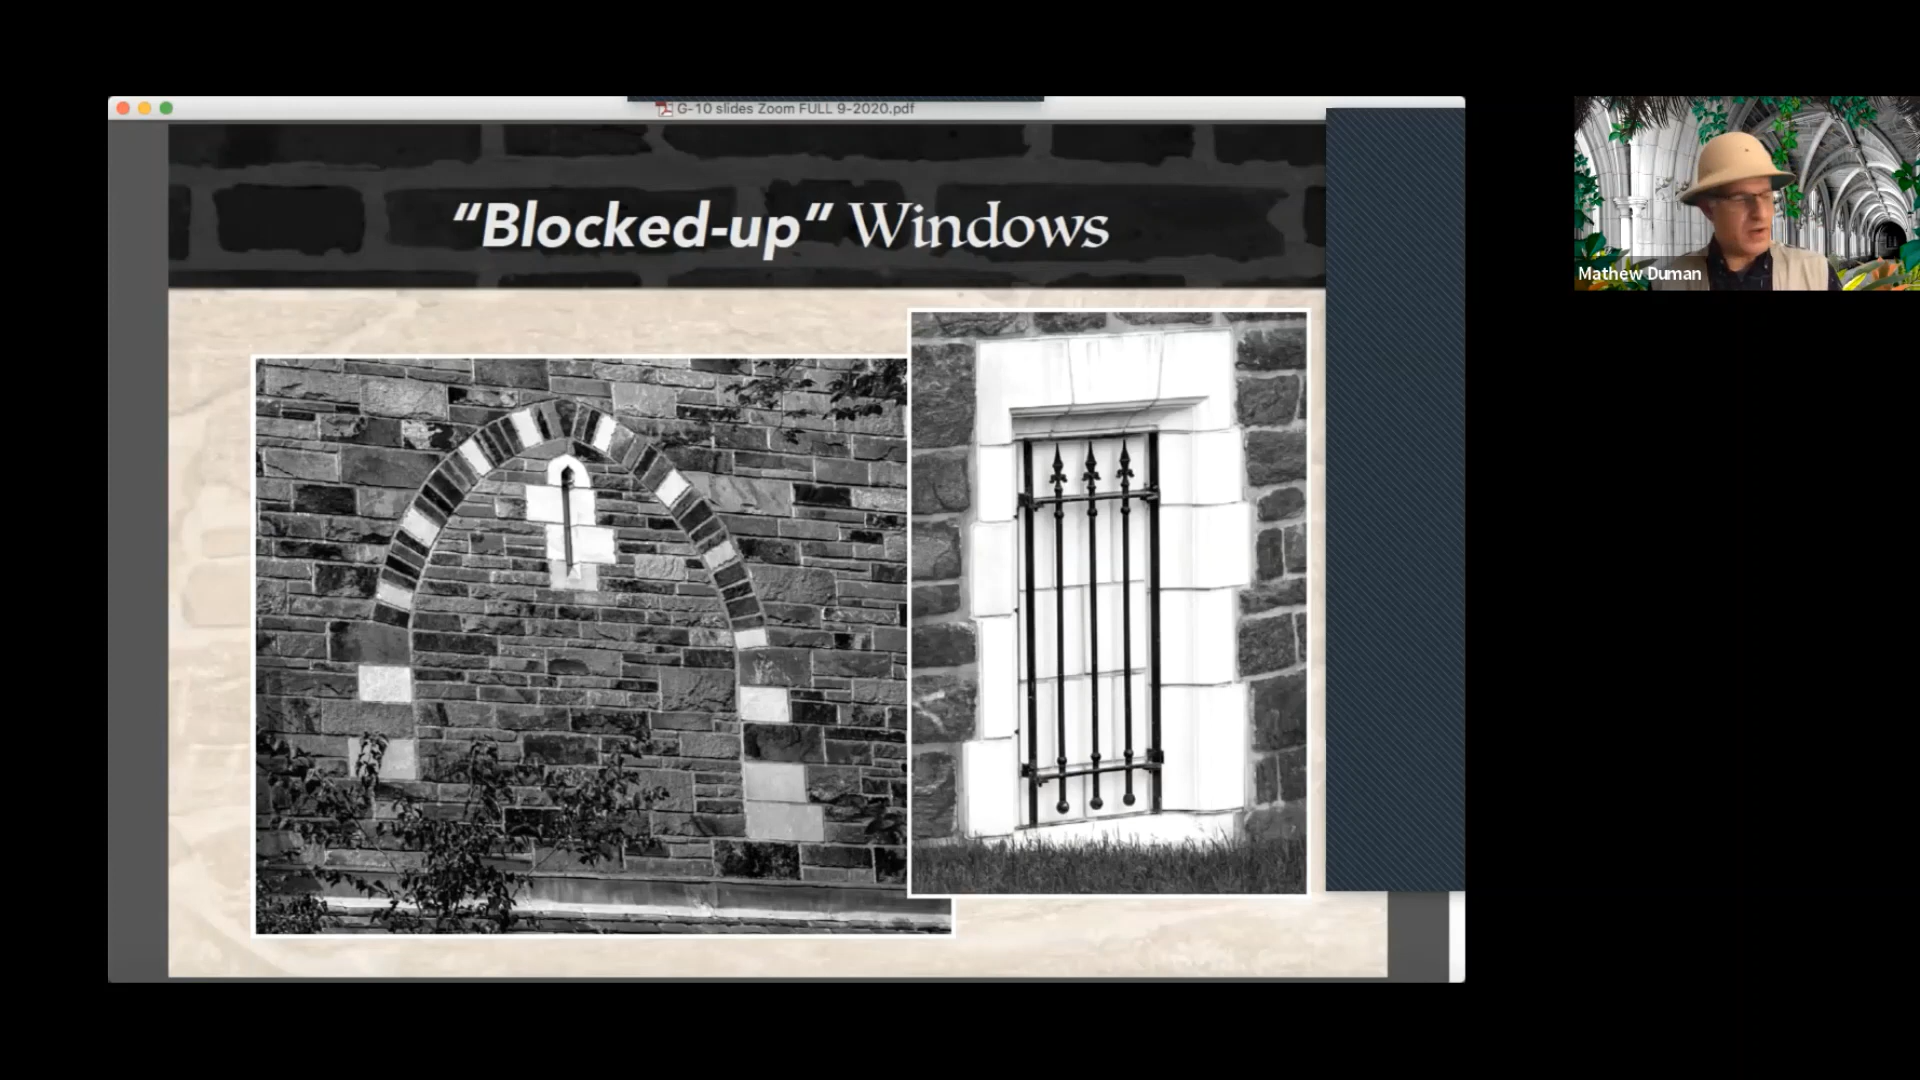 G-10 slides Zoom FULL 9-2020.pdf
“Blocked-up” Windows
Mathew Duman